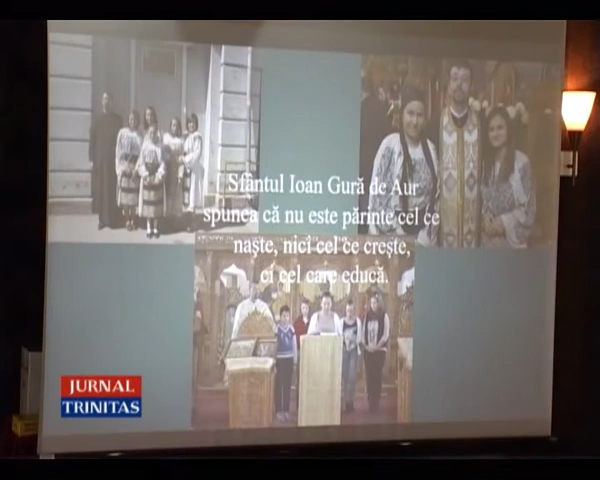 Sfântul Ioan Gură de Aur
spunea că nu este părinte cel ce
naște, nici cel ce crește,
ci cel care educă.
JURNAL
TRINITAS